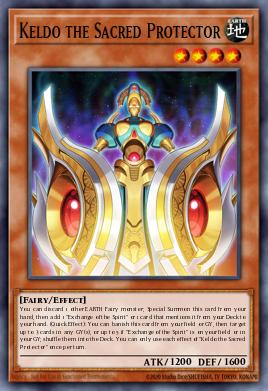 KELDO THE SACRED PROTECTOR
EARTH
地
[FAIRY/EFFECT]
You can discard 1 other EARTH Fairy monster; Special Summon this card from your
hand, then add 1 "Exchange of the Spirit" or 1 card that mentions it from your Deck to
your hand. (Quick Effect): You can banish this card from your field or GY, then target
up to 3 cards in any GY(s), or up to 5 if "Exchange of the Spirit" is on your field or in
your GY; shuffle them into the Deck. You can only use each effect of "Keldo the Sacred
Protector" once per turn.
ATK/1200 DEF/1600
©2020 Studio Dice/SHUEISHA, TV TOKYO, KONAMI